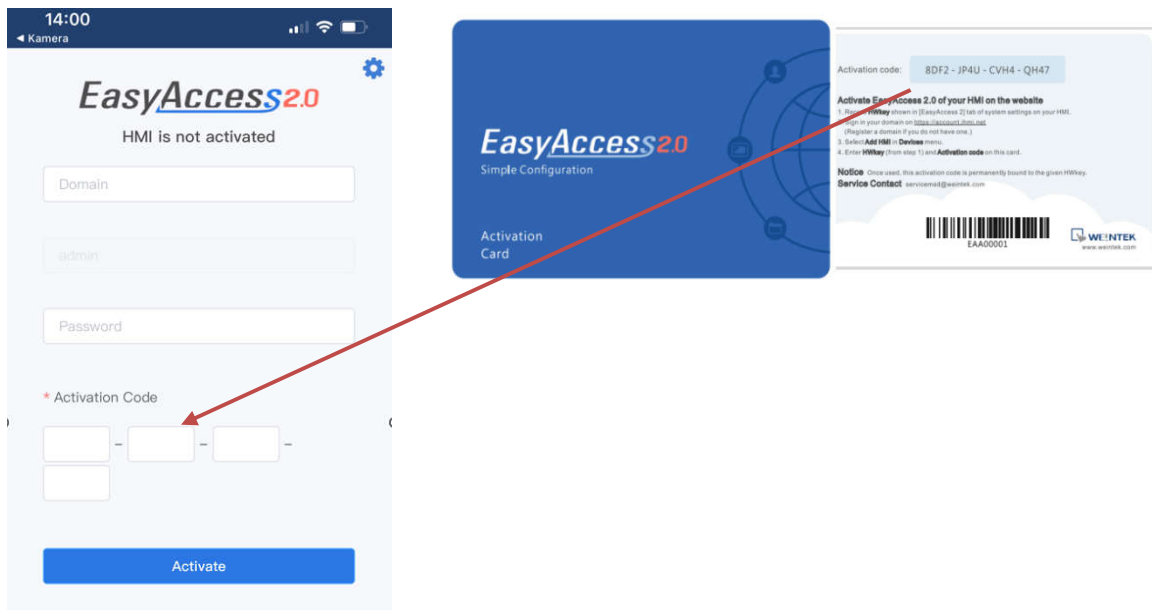 14:00
◀ Kamera
EasyAccess2.0
HMI is not activated
Domain
admin
Password
* Activation Code
– – –
Activate
EasyAccess2.0
Simple Configuration
Activation
Card
Activation code: 8DF2 - JP4U - CVH4 - QH47
Activate EasyAccess 2.0 of your HMI on the website
1. HWkey shown in [EasyAccess 2] tab of system settings on your HMI.
Sign in your domain on https://account.ihmi.net
(Register a domain if you do not have one.)
3. Select Add HMI in Devices menu.
4. Enter HWkey (from step 1) and Activation code on this card.
Notice Once used, this activation code is permanently bound to the given HWkey.
Service Contact servicemed@weintek.com
EAA00001
WEINTEK
www.weintek.com